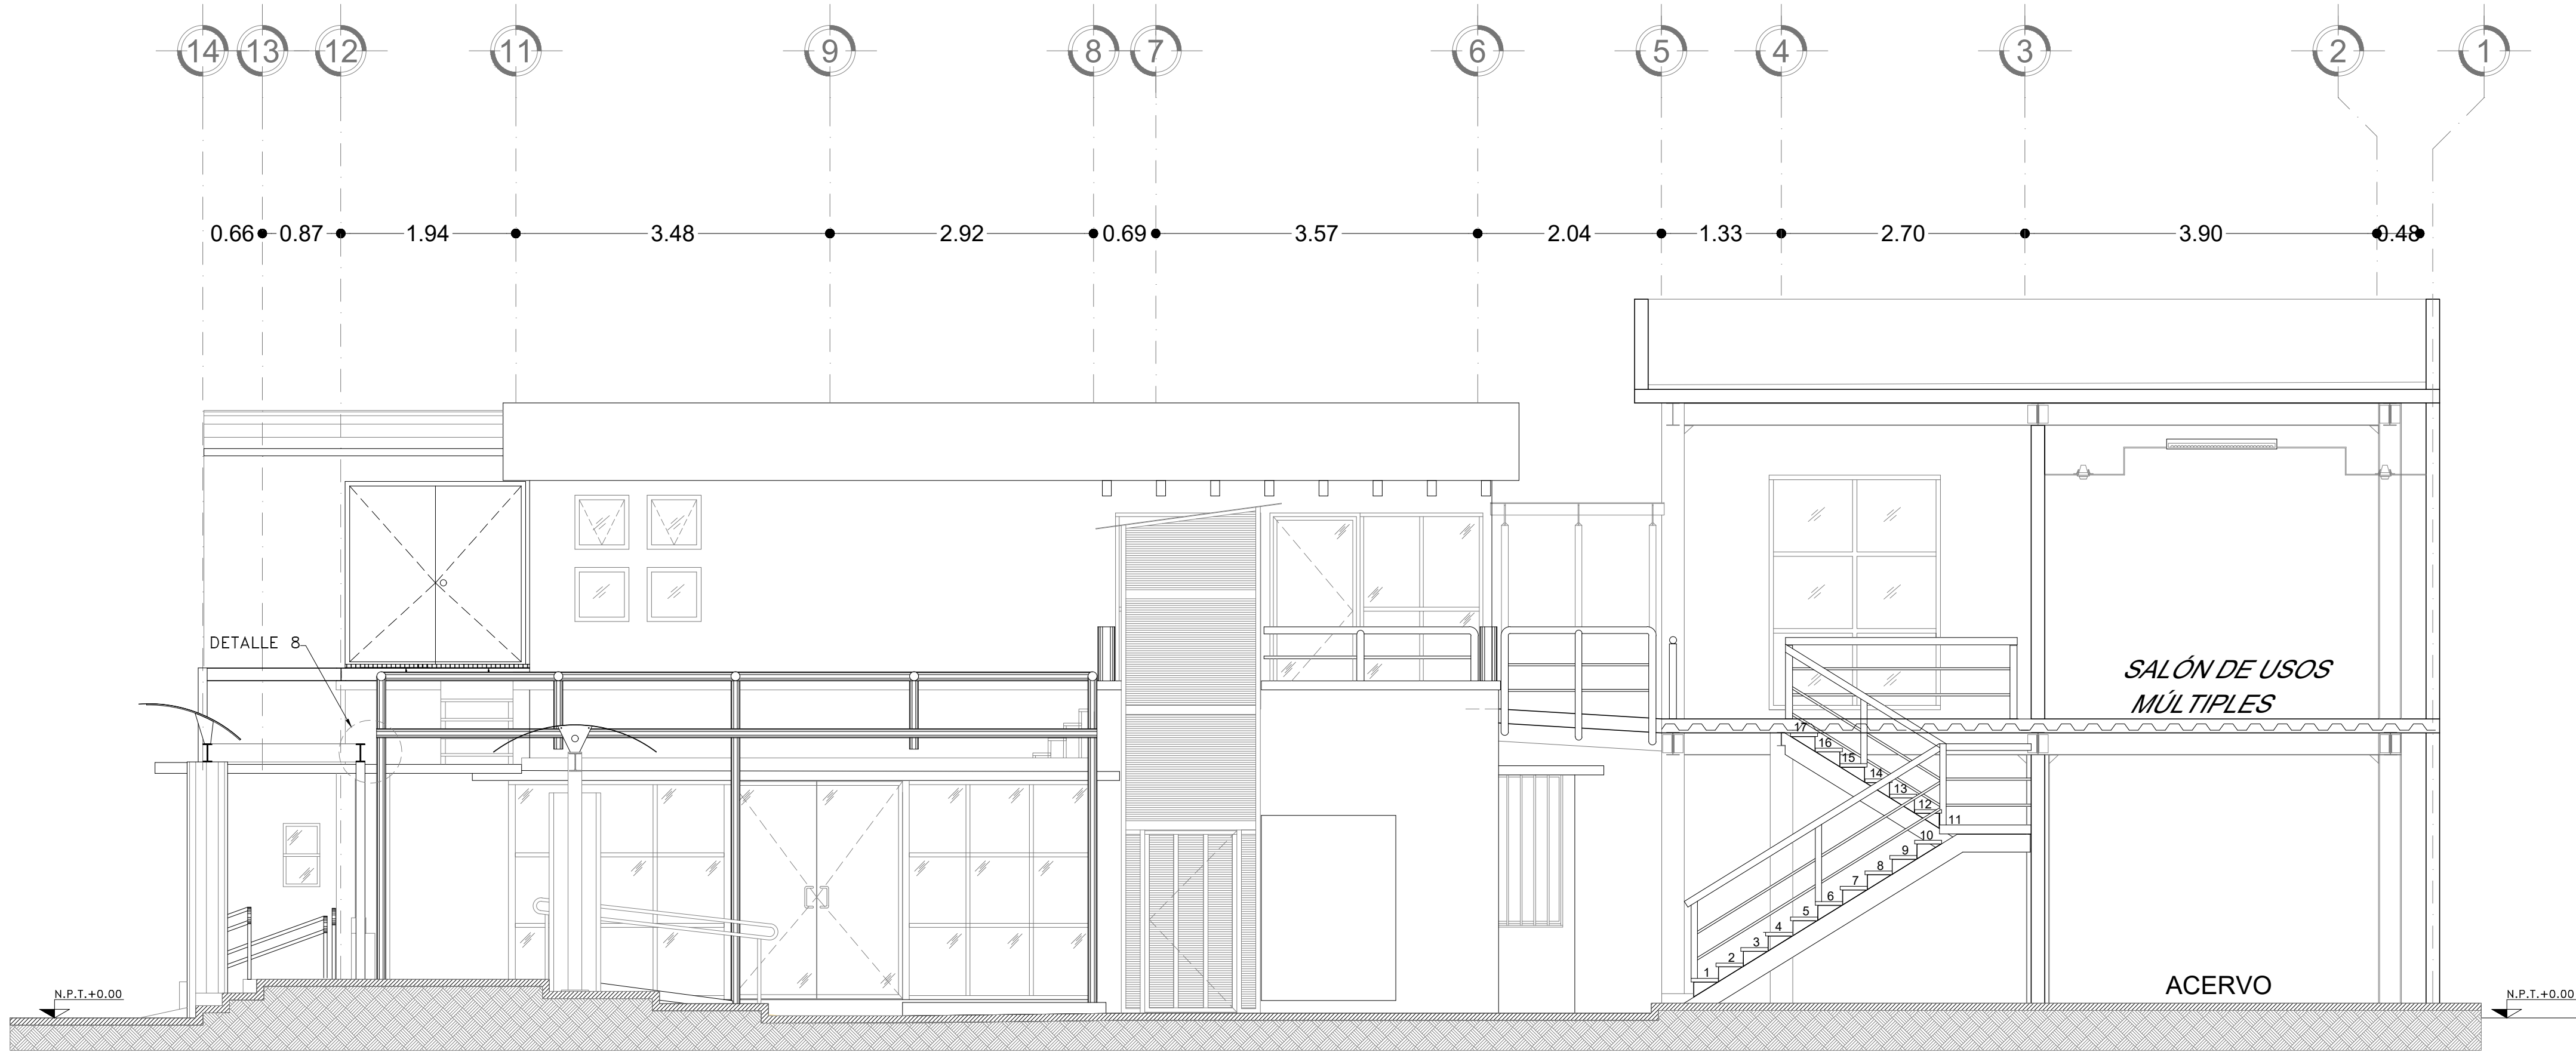 14 13 12 11 9 8 7 6 5 4 3 2 1
0.66 0.87 1.94 3.48 2.92 0.69 3.57 2.04 1.33 2.70 3.90 0.48
DETALLE 8
SALÓN DE USOS
MÚLTIPLES
17
16
15
14
13
12
11
10
9
8
7
6
5
4
3
2
1
ACERVO
N.P.T.+0.00
N.P.T.+0.00